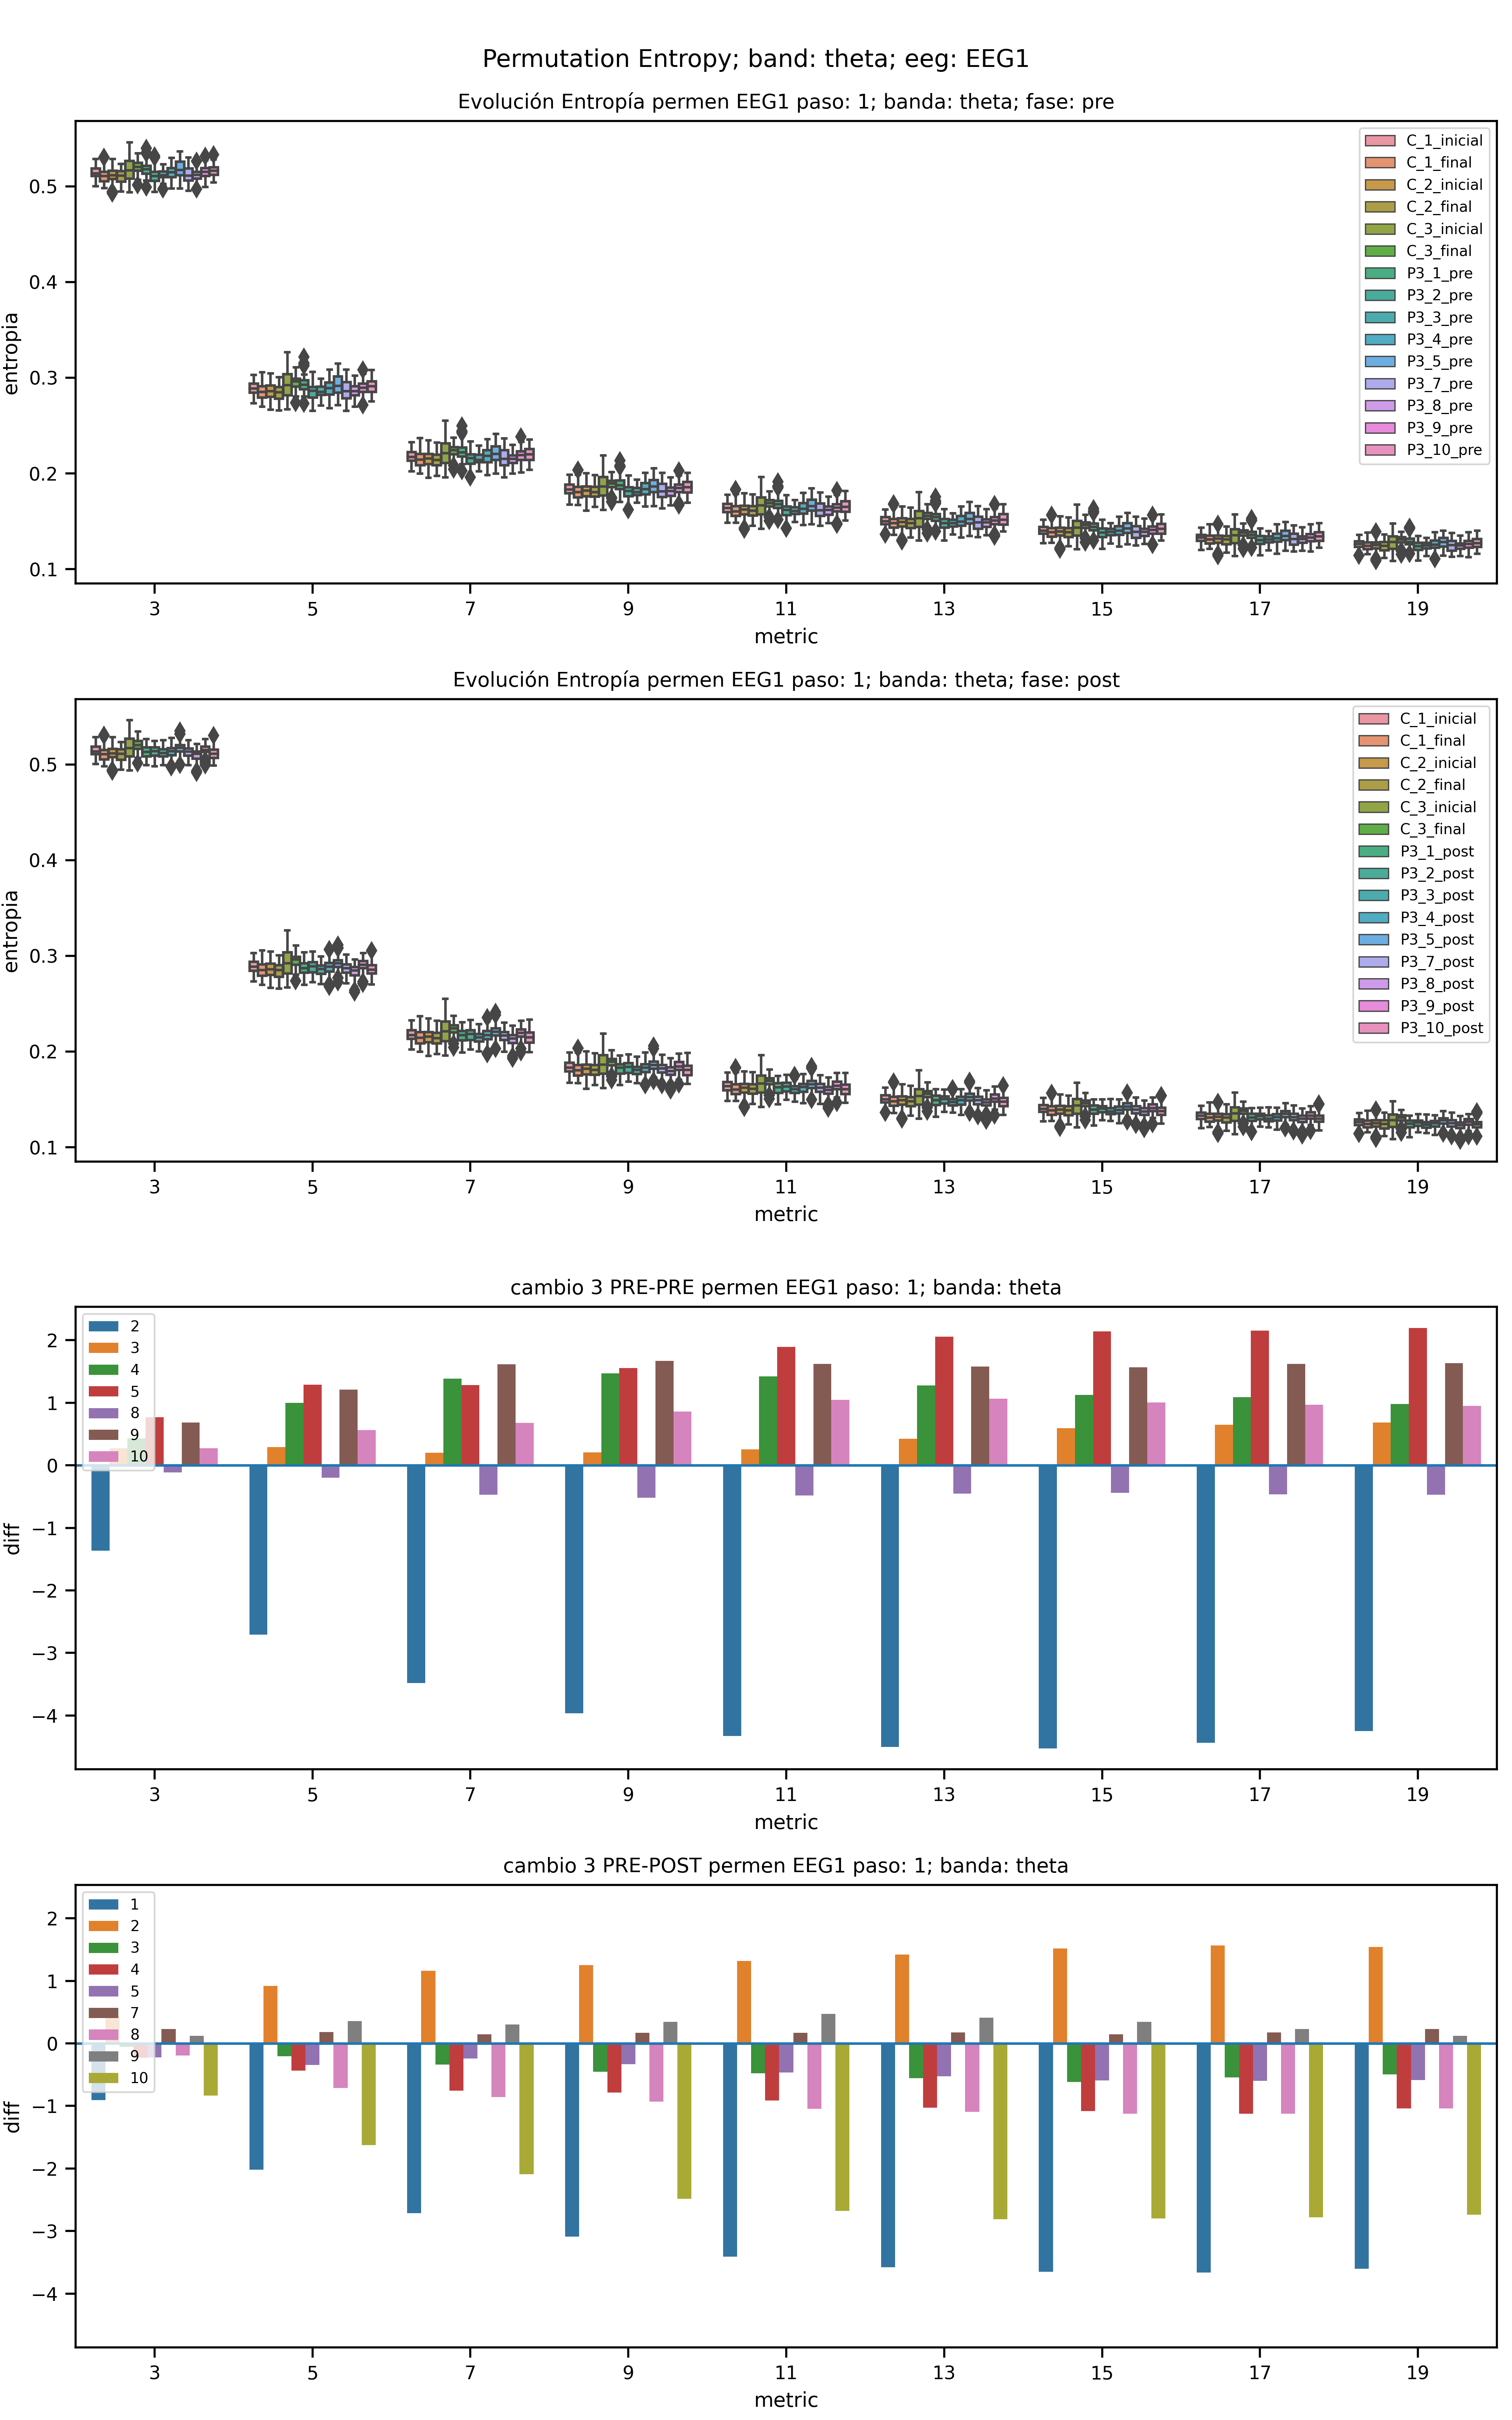 Permutation Entropy; band: theta; eeg: EEG1
Evolución Entropía permen EEG1 paso: 1; banda: theta; fase: pre
entropia
0.5
0.4
0.3
0.2
0.1
C_1_inicial
C_1_final
C_2_inicial
C_2_final
C_3_inicial
C_3_final
P3_1_pre
P3_2_pre
P3_3_pre
P3_4_pre
P3_5_pre
P3_7_pre
P3_8_pre
P3_9_pre
P3_10_pre
3 5 7 9 11 13 15 17 19
metric
Evolución Entropía permen EEG1 paso: 1; banda: theta; fase: post
entropia
0.5
0.4
0.3
0.2
0.1
C_1_inicial
C_1_final
C_2_inicial
C_2_final
C_3_inicial
C_3_final
P3_1_post
P3_2_post
P3_3_post
P3_4_post
P3_5_post
P3_7_post
P3_8_post
P3_9_post
P3_10_post
3 5 7 9 11 13 15 17 19
metric
cambio 3 PRE-PRE permen EEG1 paso: 1; banda: theta
diff
2
1
0
−1
−2
−3
−4
2
3
4
5
8
9
10
3 5 7 9 11 13 15 17 19
metric
cambio 3 PRE-POST permen EEG1 paso: 1; banda: theta
diff
2
1
0
−1
−2
−3
−4
1
2
3
4
5
7
8
9
10
3 5 7 9 11 13 15 17 19
metric